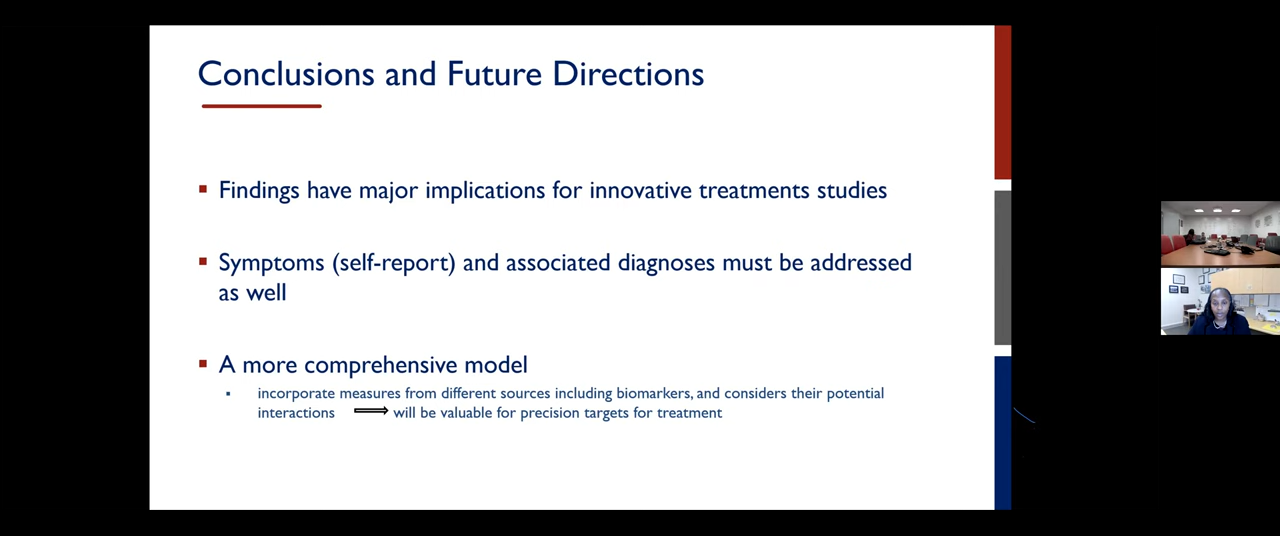 Conclusions and Future Directions
Findings have major implications for innovative treatments studies
Symptoms (self-report) and associated diagnoses must be addressed
as well
A more comprehensive model
incorporate measures from different sources including biomarkers, and considers their potential
interactions will be valuable for precision targets for treatment